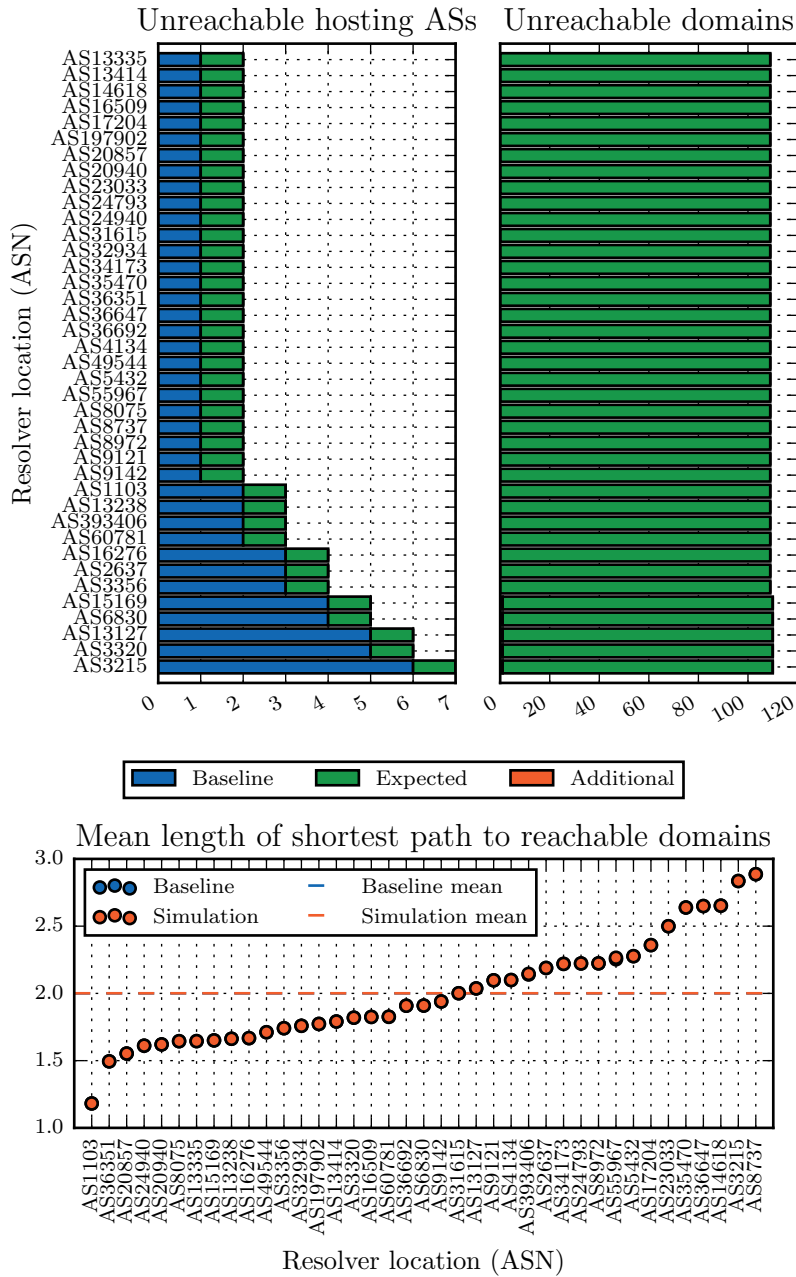 Unreachable hosting ASs
Unreachable domains
Resolver location (ASN)
AS13335
AS13414
AS14618
AS16509
AS17204
AS197902
AS20857
AS20940
AS23033
AS24793
AS24940
AS31615
AS32934
AS34173
AS35470
AS36351
AS36647
AS36692
AS4134
AS49544
AS5432
AS55967
AS8075
AS8737
AS8972
AS9121
AS9142
AS1103
AS13238
AS393406
AS60781
AS16276
AS2637
AS3356
AS15169
AS6830
AS13127
AS3320
AS3215
0 1 2 3 4 5 6 7
0 20 40 60 80 100 120
Baseline Expected Additional
Mean length of shortest path to reachable domains
3.0
2.5
2.0
1.5
1.0
Baseline Baseline mean
Simulation Simulation mean
AS1103
AS36351
AS20857
AS24940
AS20940
AS8075
AS13335
AS15169
AS13238
AS16276
AS49544
AS3356
AS32934
AS197902
AS13414
AS3320
AS16509
AS60781
AS36692
AS6830
AS9142
AS31615
AS13127
AS9121
AS4134
AS393406
AS2637
AS34173
AS24793
AS8972
AS55967
AS5432
AS17204
AS23033
AS35470
AS36647
AS14618
AS3215
AS8737
Resolver location (ASN)